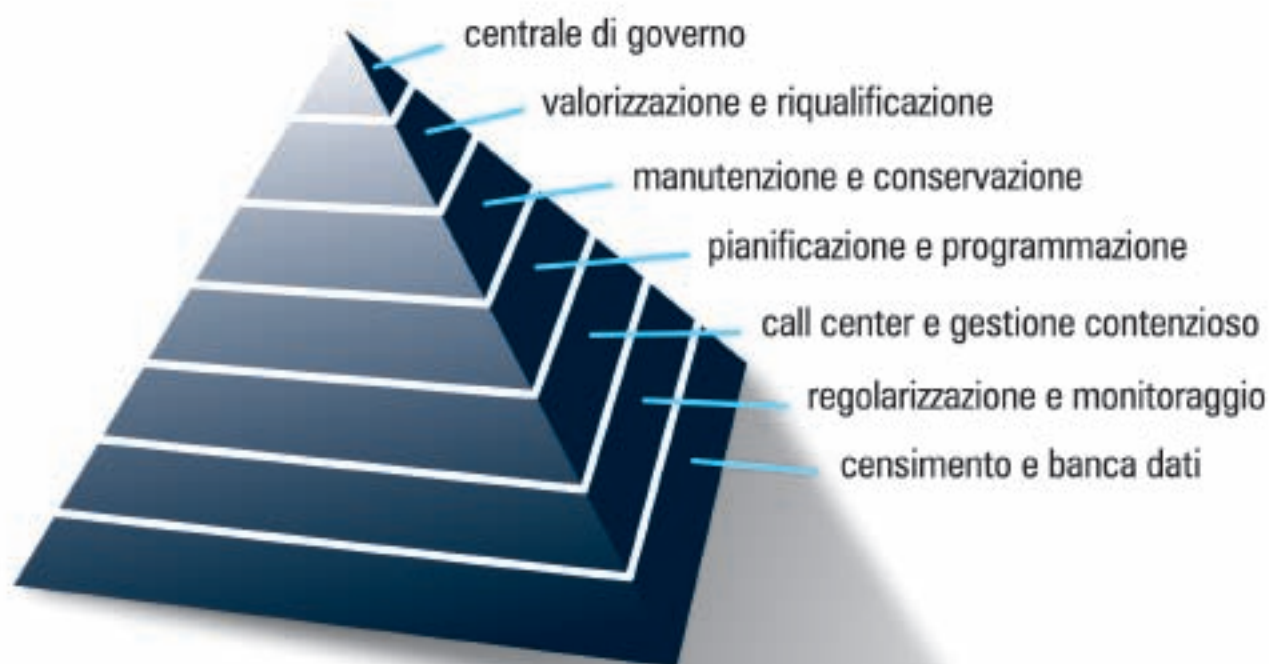 centrale di governo
valorizzazione e riqualificazione
manutenzione e conservazione
pianificazione e programmazione
call center e gestione contenzioso
regolarizzazione e monitoraggio
censimento e banca dati